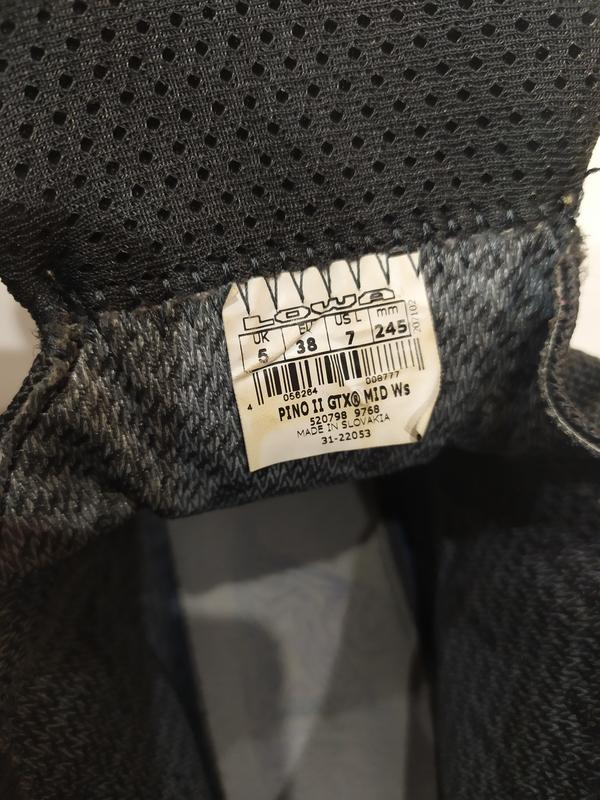 LOWA
UK EU US L mm
5 38 7 245
207102
4 056264 008777
PINO II GTX® MID Ws
520798 9768
MADE IN SLOVAKIA
31-22053